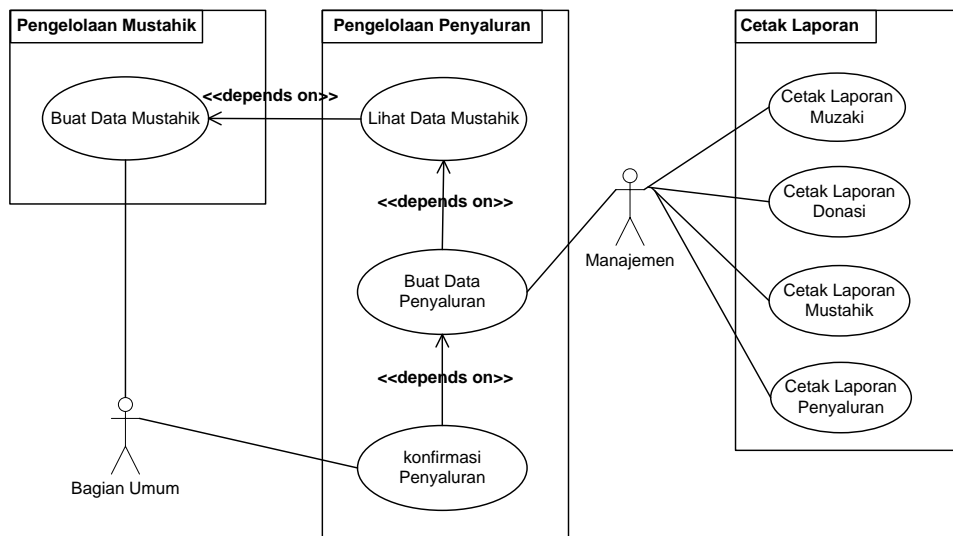 Pengelolaan Mustahik
Buat Data Mustahik
<<depends on>>
Pengelolaan Penyaluran
Lihat Data Mustahik
<<depends on>>
Buat Data
Penyaluran
<<depends on>>
konfirmasi
Penyaluran
Bagian Umum
Manajemen
Cetak Laporan
Cetak Laporan
Muzaki
Cetak Laporan
Donasi
Cetak Laporan
Mustahik
Cetak Laporan
Penyaluran